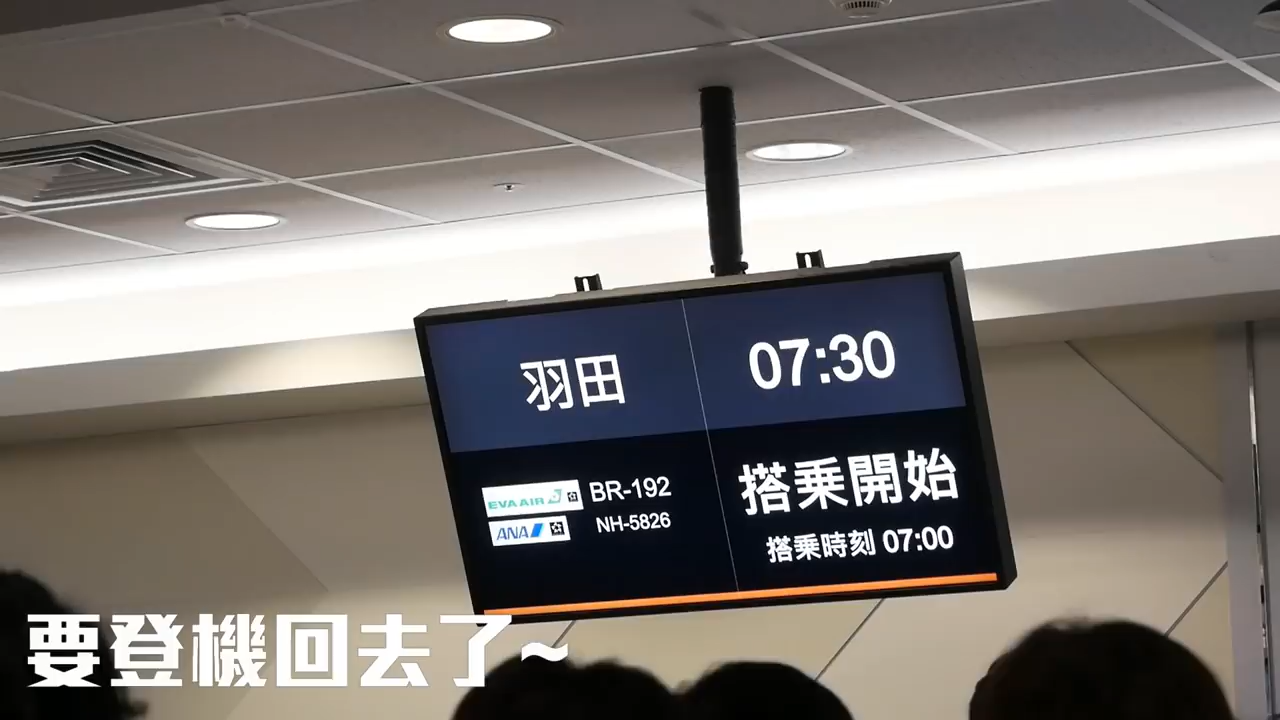 羽田
07:30
EVA AIR BR-192
ANA NH-5826
搭乗開始
搭乗時刻 07:00
要登機回去了~